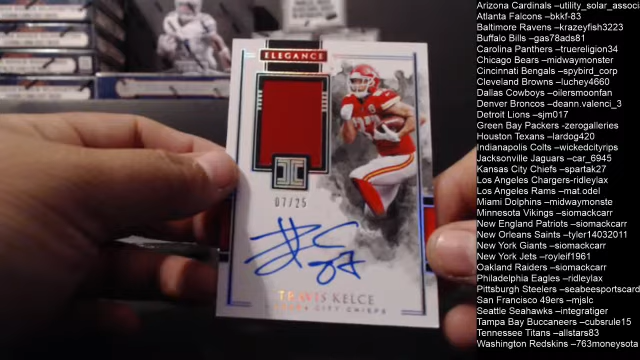 ELEGANCE
07/25
87
TRAVIS KELCE
CITY CHIEFS
Arizona Cardinals –utility_solar_associ
Atlanta Falcons –bkkf-83
Baltimore Ravens –krazeyfish3223
Buffalo Bills –gas78ads81
Carolina Panthers –truereligion34
Chicago Bears –midwaymonster
Cincinnati Bengals –spybird_corp
Cleveland Browns –luchey4660
Dallas Cowboys –oilersmoofan
Denver Broncos –deann.valenci_3
Detroit Lions –sjm017
Green Bay Packers -zerogalleries
Houston Texans –lardog420
Indianapolis Colts –wickedcityrips
Jacksonville Jaguars –car_6945
Kansas City Chiefs –spartak27
Los Angeles Chargers-ridleylax
Los Angeles Rams –mat.odel
Miami Dolphins –midwaymonste
Minnesota Vikings –siomackcarr
New England Patriots –siomackcarr
New Orleans Saints –tyler14032011
New York Giants –siomackcarr
New York Jets –royleif1961
Oakland Raiders –siomackcarr
Philadelphia Eagles –ridleylax
Pittsburgh Steelers –seabeesportscard
San Francisco 49ers –mjslc
Seattle Seahawks –integratiger
Tampa Bay Buccaneers –cubsrule15
Tennessee Titans –allstars83
Washington Redskins –763moneysota